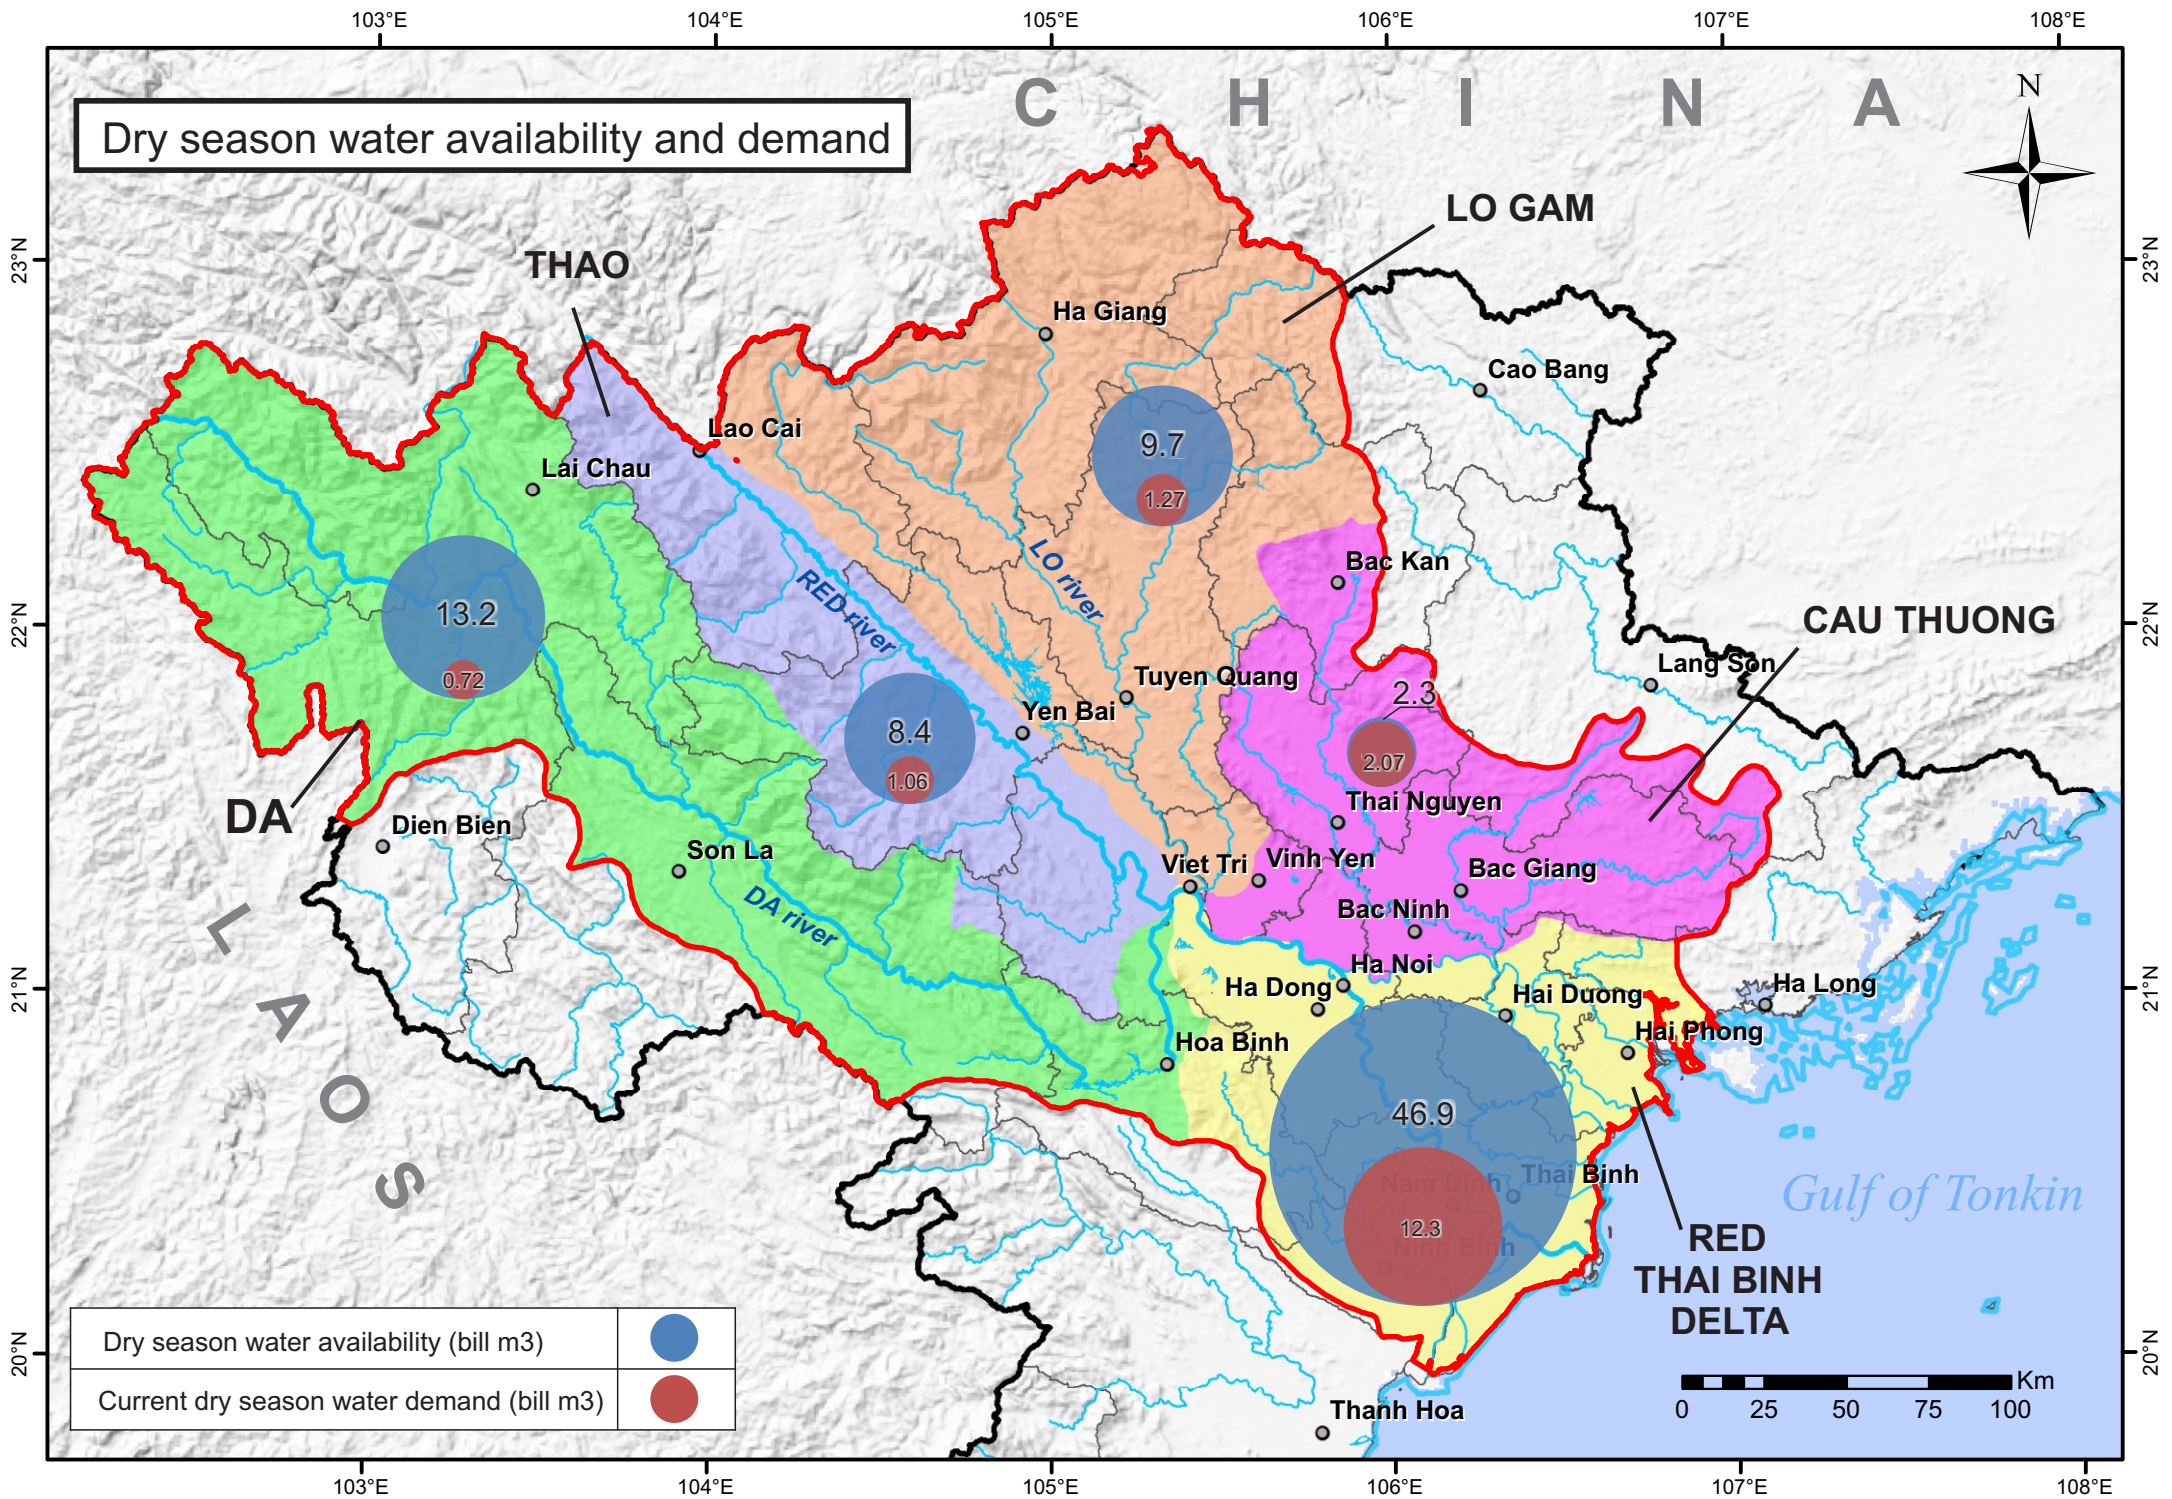 103°E 104°E 105°E 106°E 107°E 108°E
C H I N A
N
Dry season water availability and demand
LO GAM
THAO
23°N
23°N
Ha Giang
Cao Bang
Lao Cai
9.7
Lai Chau
1.27
LO river
Bac Kan
RED river
13.2
22°N
22°N
CAU THUONG
Lang Son
0.72
Tuyen Quang
2.3
Yen Bai
8.4
2.07
1.06
Thai Nguyen
DA
Dien Bien
Son La
Viet Tri
Vinh Yen
Bac Giang
DA river
Bac Ninh
Ha Noi
21°N
21°N
Ha Dong
Hai Duong
Ha Long
Hai Phong
LAOS
Hoa Binh
46.9
Nam Dinh
Thai Binh
Gulf of Tonkin
12.3
Ninh Binh
RED
THAI BINH
DELTA
Dry season water availability (bill m3)
Current dry season water demand (bill m3)
20°N
20°N
Km
0 25 50 75 100
Thanh Hoa
103°E 104°E 105°E 106°E 107°E 108°E